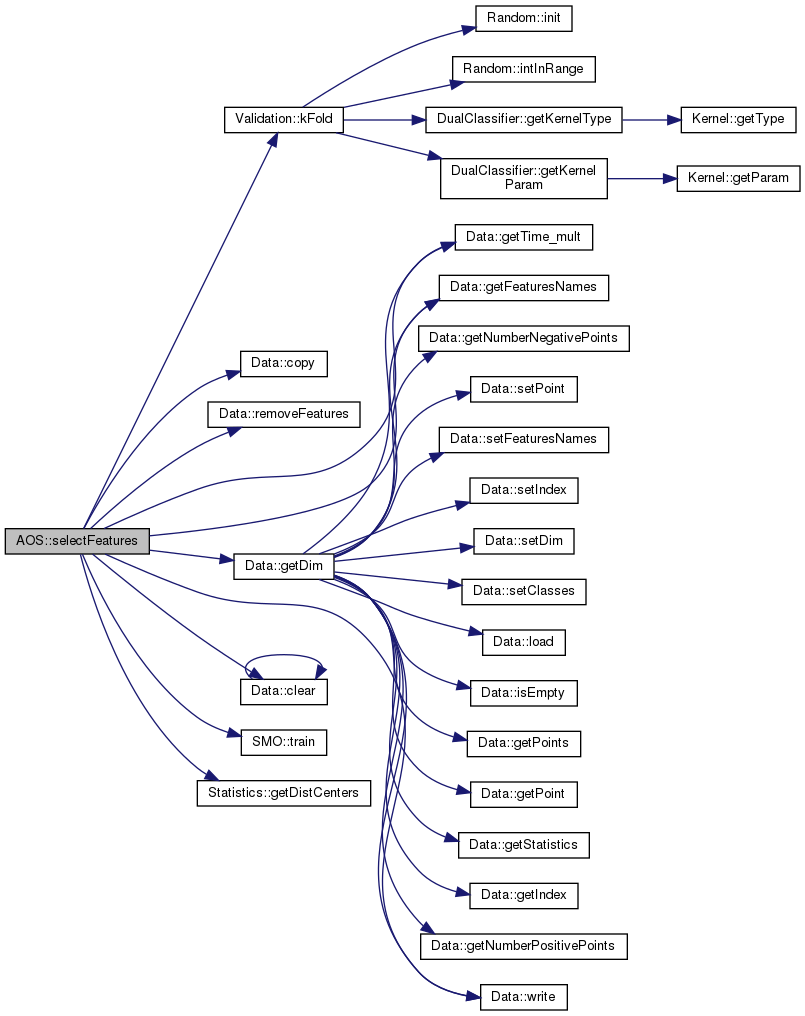 Random::init
Random::intInRange
Validation::kFold
DualClassifier::getKernelType
Kernel::getType
DualClassifier::getKernel
Param
Kernel::getParam
Data::getTime_mult
Data::getFeaturesNames
Data::getNumberNegativePoints
Data::copy
Data::setPoint
Data::removeFeatures
Data::setFeaturesNames
Data::setIndex
AOS::selectFeatures
Data::setDim
Data::getDim
Data::setClasses
Data::load
Data::clear
Data::isEmpty
SMO::train
Data::getPoints
Statistics::getDistCenters
Data::getPoint
Data::getStatistics
Data::getIndex
Data::getNumberPositivePoints
Data::write